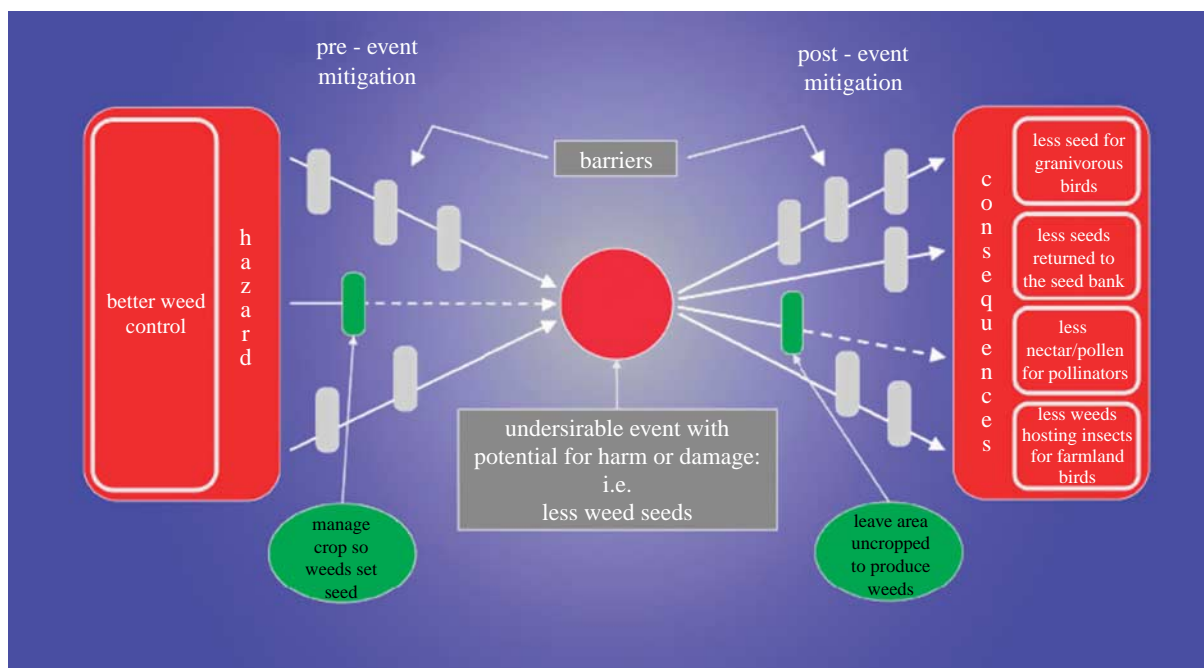 pre - event
mitigation
post - event
mitigation
barriers
better weed
control
hazard
undersirable event with
potential for harm or damage:
i.e.
less weed seeds
manage
crop so
weeds set
seed
leave area
uncropped
to produce
weeds
consequences
less seed for
granivorous
birds
less seeds
returned to
the seed bank
less
nectar/pollen
for pollinators
less weeds
hosting insects
for farmland
birds